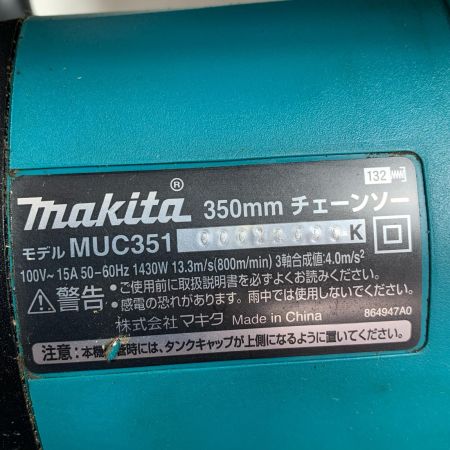 132
makita® 350mm チェーンソー
モデル MUC351 K
100V~ 15A 50-60Hz 1430W 13.3m/s(800m/min) 3軸合成値:4.0m/s²
警告 ・ご使用前に取扱説明書を必ずよくお読みください。
・感電の恐れがあります。雨中では使用しないでください。
株式会社マキタ Made in China 864947A0
注意：本機 管時には、タンクキャップが上側になるように置いてください。